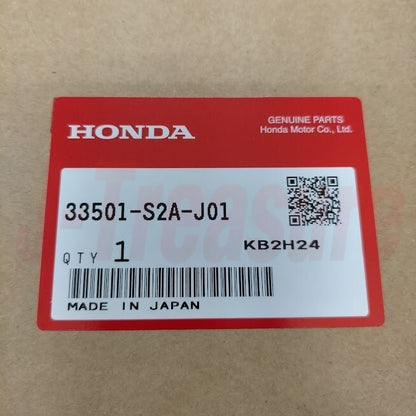 HONDA
GENUINE PARTS
Honda Motor Co., Ltd.
33501-S2A-J01
KB2H24
QTY 1
MADE IN JAPAN